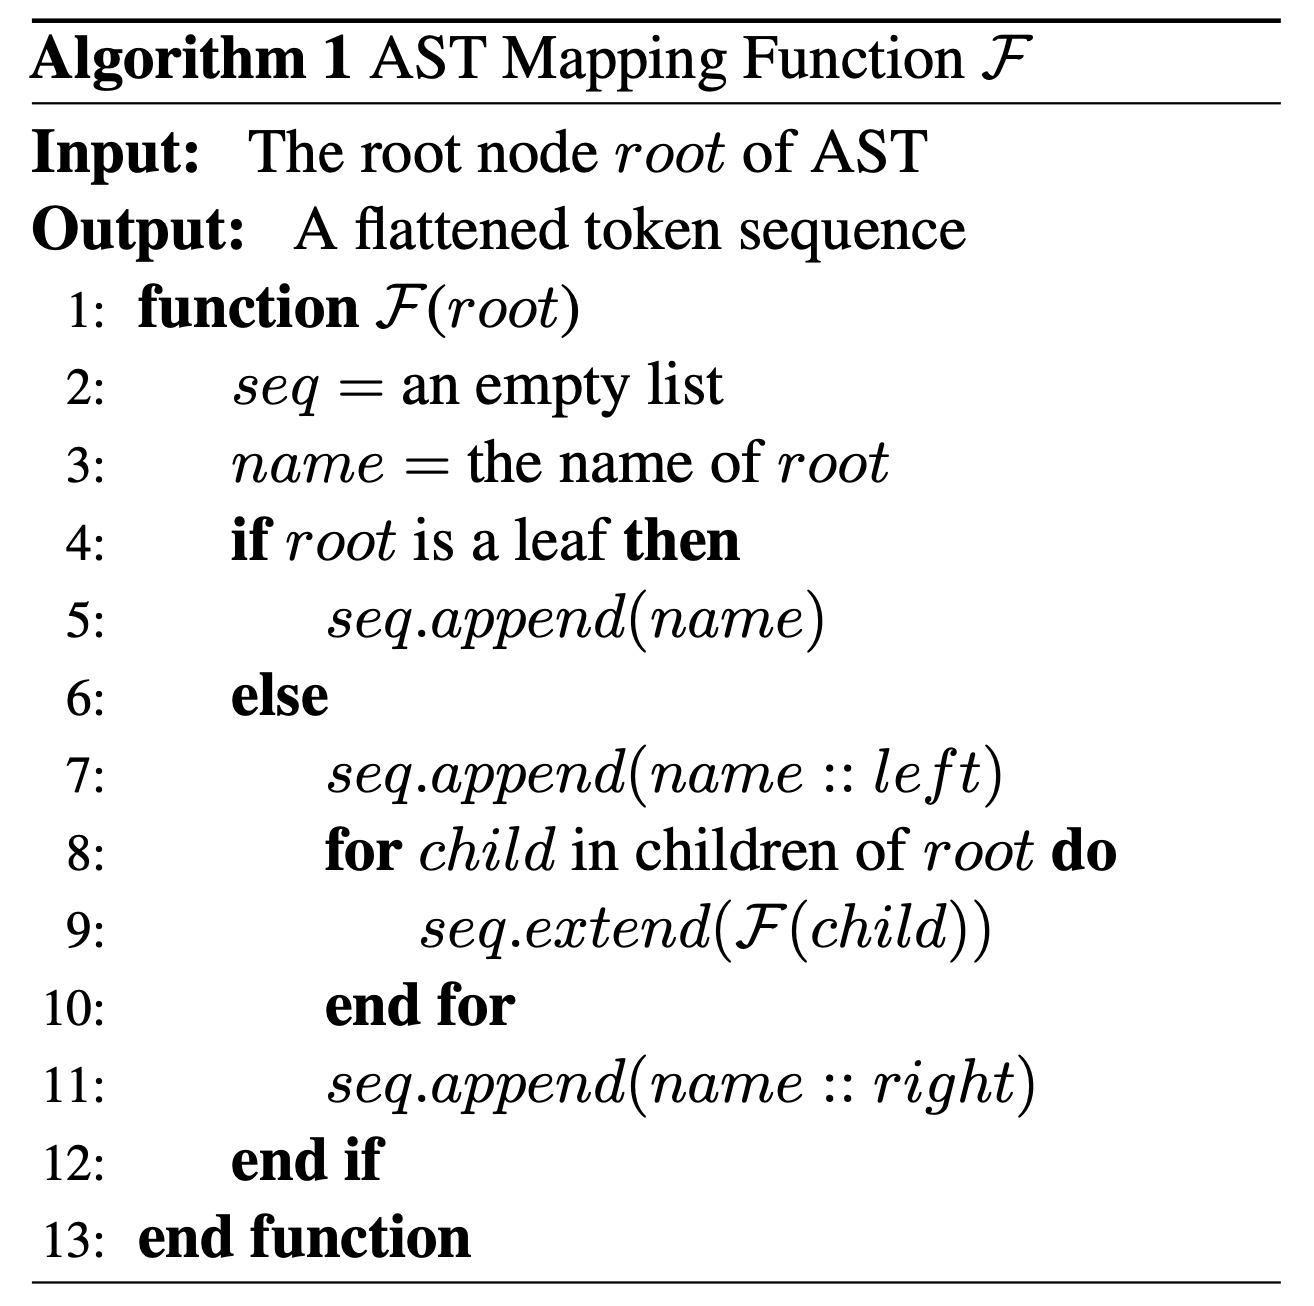 Algorithm 1 AST Mapping Function ℱ
Input: The root node root of AST
Output: A flattened token sequence
1: function ℱ(root)
2: seq = an empty list
3: name = the name of root
4: if root is a leaf then
5: seq.append(name)
6: else
7: seq.append(name :: left)
8: for child in children of root do
9: seq.extend(ℱ(child))
10: end for
11: seq.append(name :: right)
12: end if
13: end function